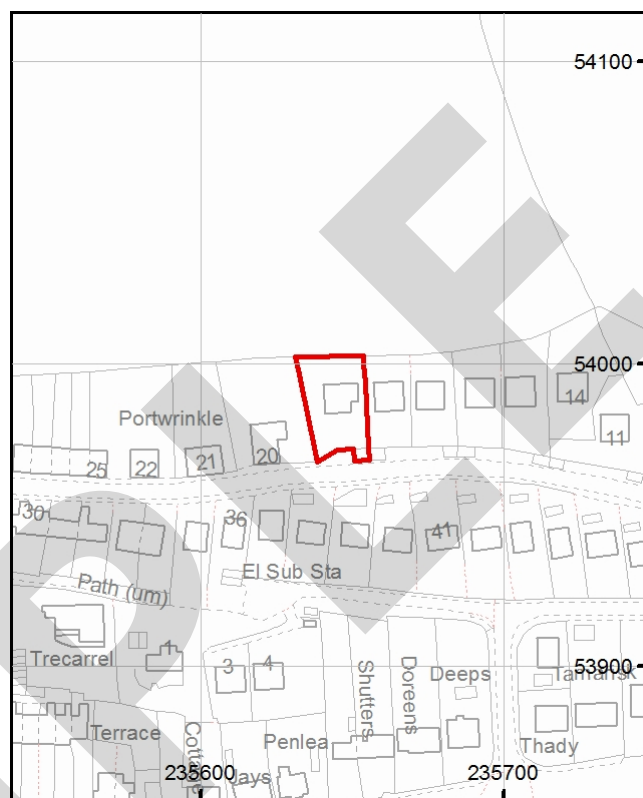 54100
54000
Portwrinkle
14
11
20
21
22
25
30
36
41
El Sub Sta
Path (um)
53900
Trecarrel
1
3
4
Shutters
Doreens
Deeps
Terrace
Cottage
Penlea
Thady
235600
235700